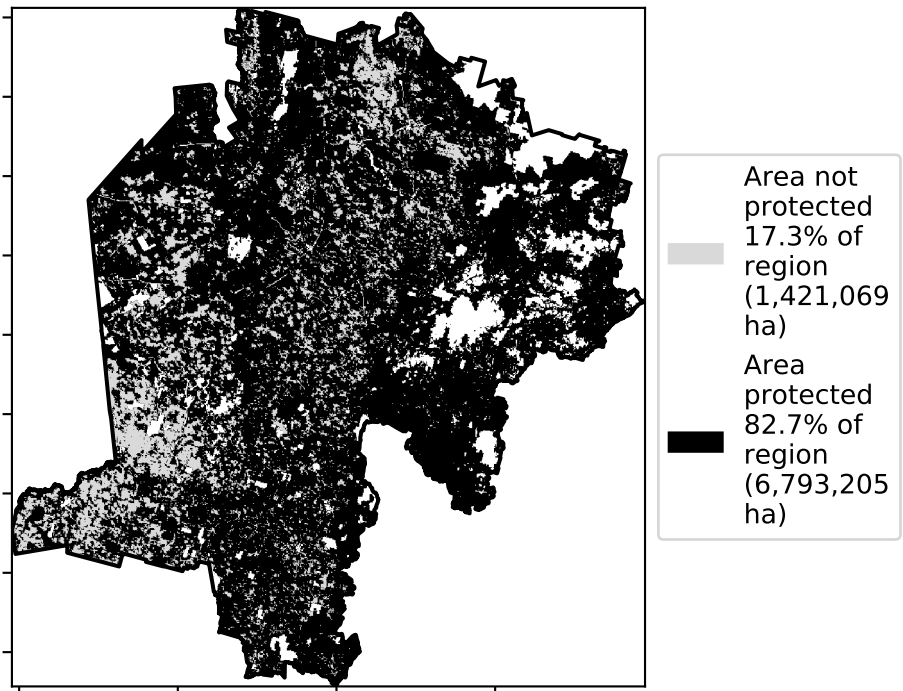 Area not
protected
17.3% of
region
(1,421,069
ha)
Area
protected
82.7% of
region
(6,793,205
ha)